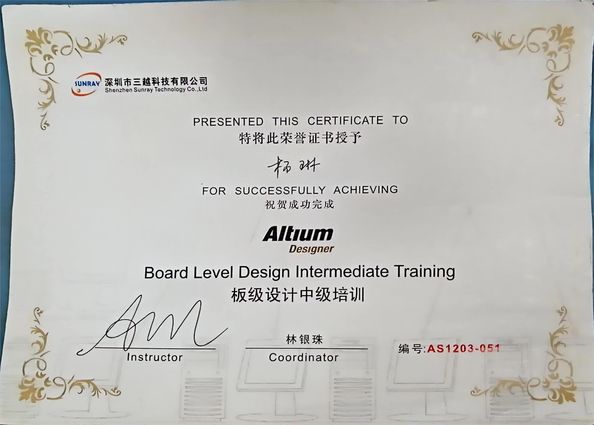 SUNRAY 深圳市三越科技有限公司
Shenzhen Sunray Technology Co.,Ltd
PRESENTED THIS CERTIFICATE TO
特将此荣誉证书授予
杨琳
FOR SUCCESSFULLY ACHIEVING
祝贺成功完成
Altium
Designer
Board Level Design Intermediate Training
板级设计中级培训
林银珠
Instructor Coordinator 编号:AS1203-051